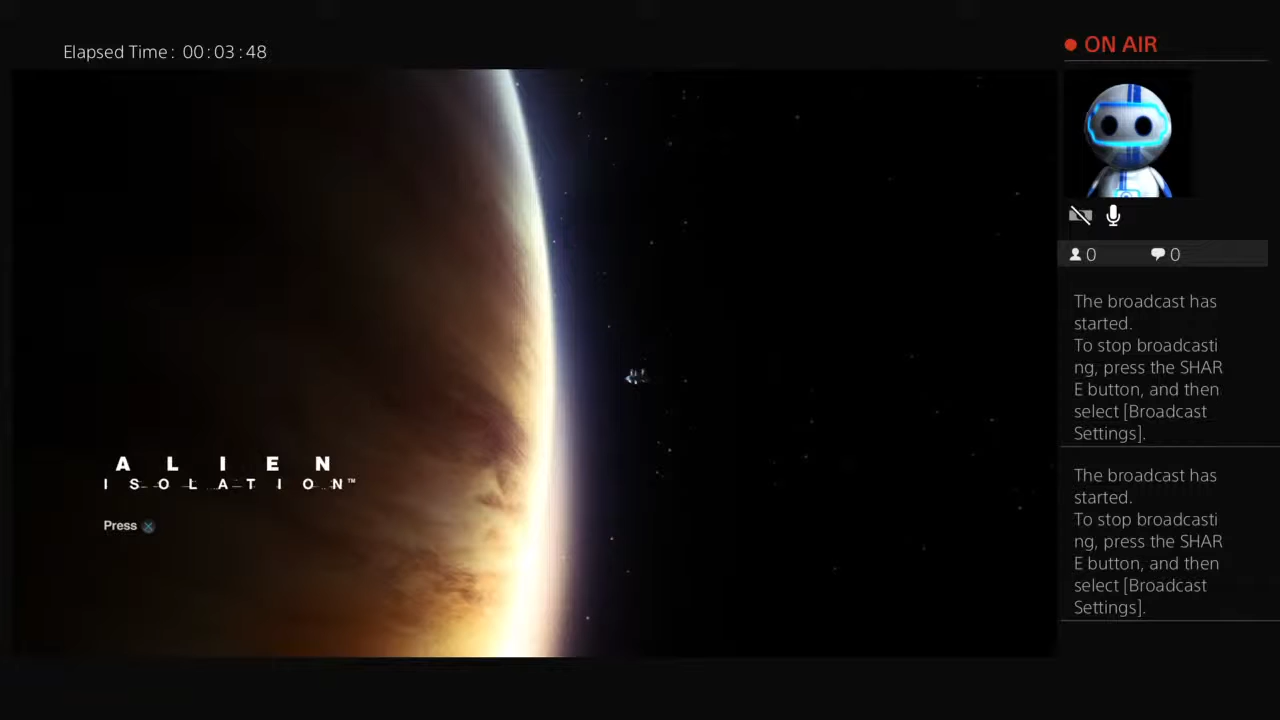 Elapsed Time: 00:03:48
ON AIR
0 0
The broadcast has
started.
To stop broadcasti
ng, press the SHAR
E button, and then
select [Broadcast
Settings].
The broadcast has
started.
To stop broadcasti
ng, press the SHAR
E button, and then
select [Broadcast
Settings].
ALIEN
ISOLATION™
Press